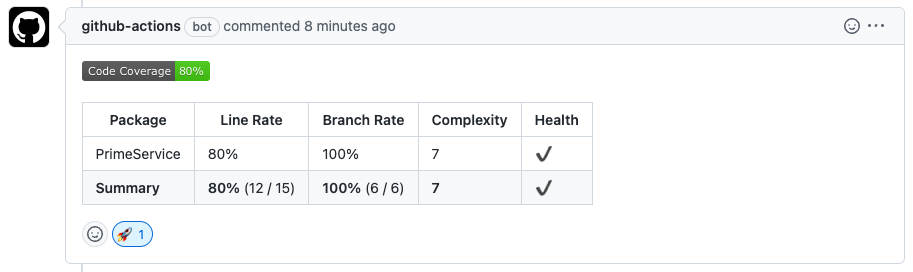 github-actions bot commented 8 minutes ago
Code Coverage 80%
Package Line Rate Branch Rate Complexity Health
PrimeService 80% 100% 7 ✔
Summary 80% (12 / 15) 100% (6 / 6) 7 ✔
🚀 1